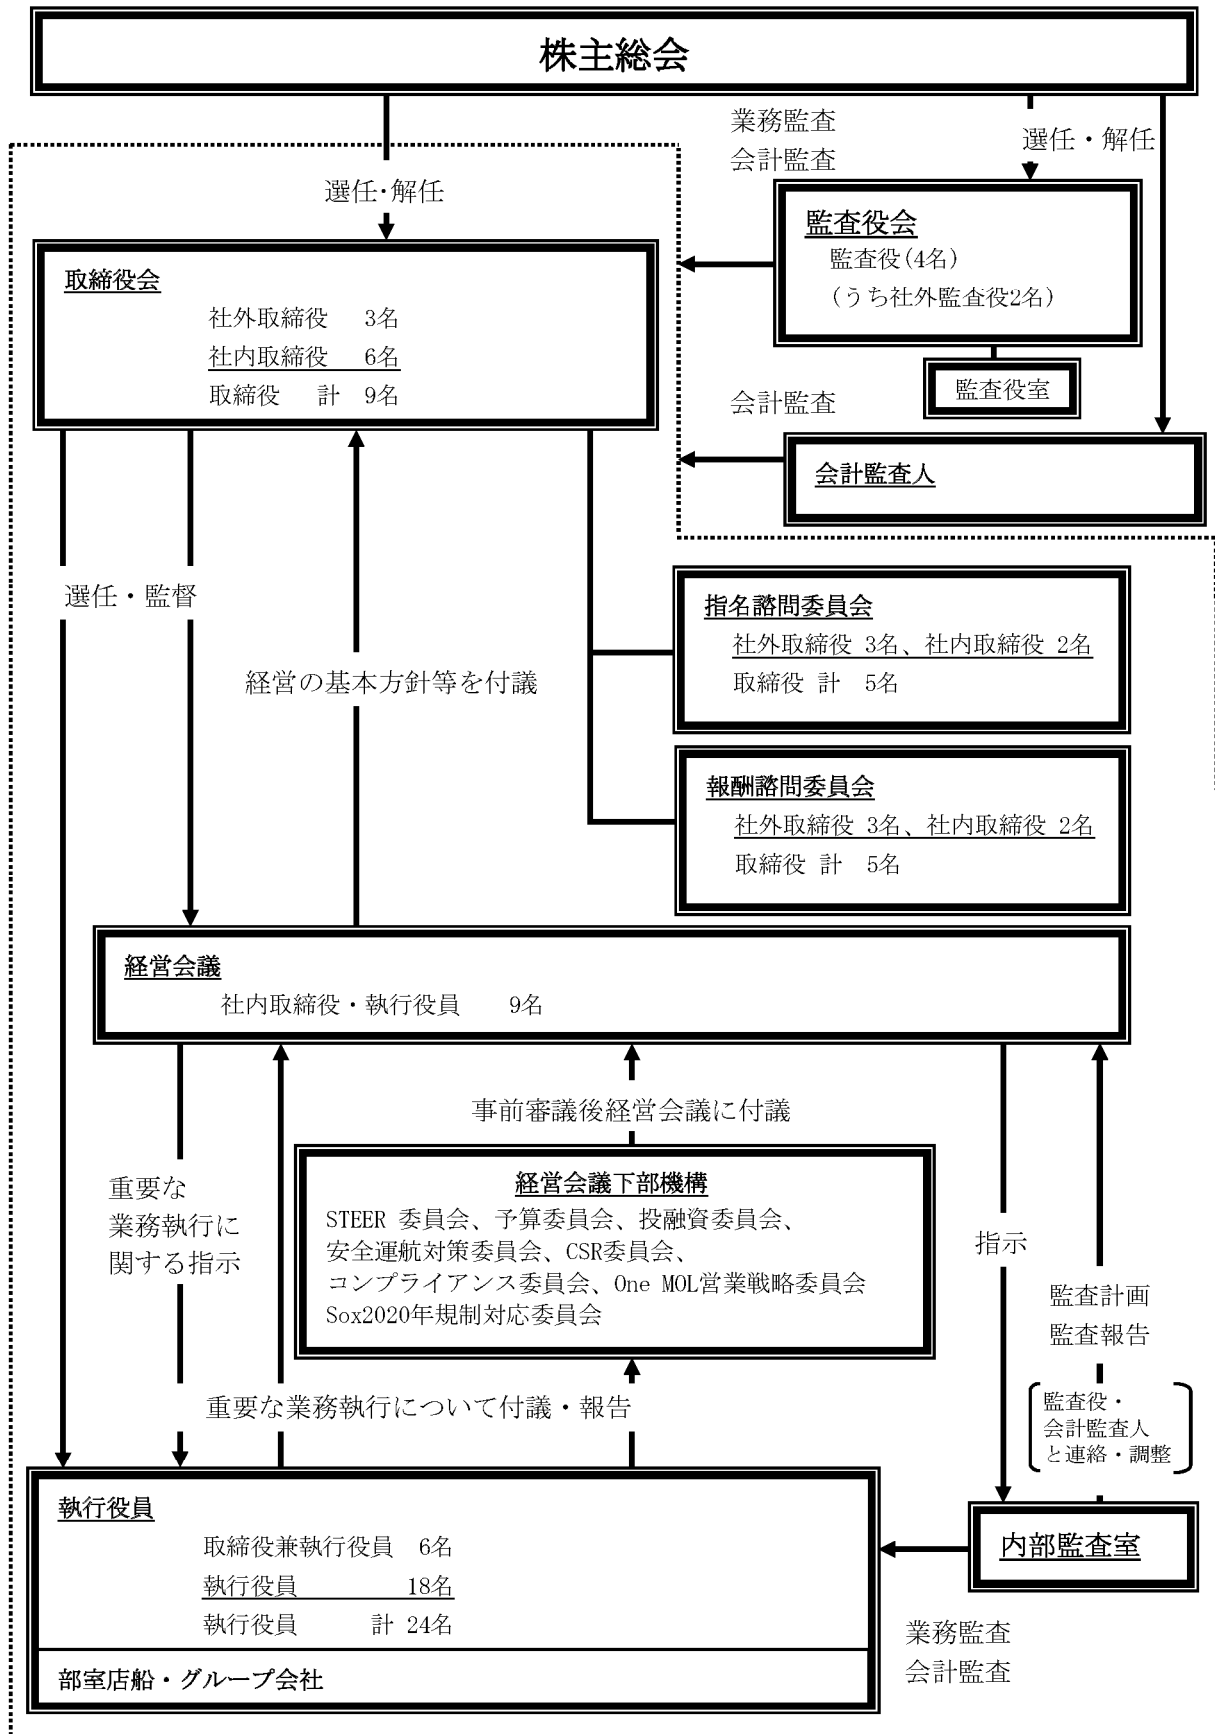 株主総会
業務監査
会計監査
選任・解任
選任・解任
監査役会
監査役(4名)
(うち社外監査役2名)
監査役室
取締役会
社外取締役 3名
社内取締役 6名
取締役 計 9名
会計監査
会計監査人
選任・監督
経営の基本方針等を付議
指名諮問委員会
社外取締役 3名、社内取締役 2名
取締役 計 5名
報酬諮問委員会
社外取締役 3名、社内取締役 2名
取締役 計 5名
経営会議
社内取締役・執行役員 9名
事前審議後経営会議に付議
重要な
業務執行に
関する指示
経営会議下部機構
STEER 委員会、予算委員会、投融資委員会、
安全運航対策委員会、CSR委員会、
コンプライアンス委員会、One MOL営業戦略委員会
Sox2020年規制対応委員会
指示
監査計画
監査報告
監査役・
会計監査人
と連絡・調整
重要な業務執行について付議・報告
執行役員
取締役兼執行役員 6名
執行役員 18名
執行役員 計 24名
部室店船・グループ会社
内部監査室
業務監査
会計監査